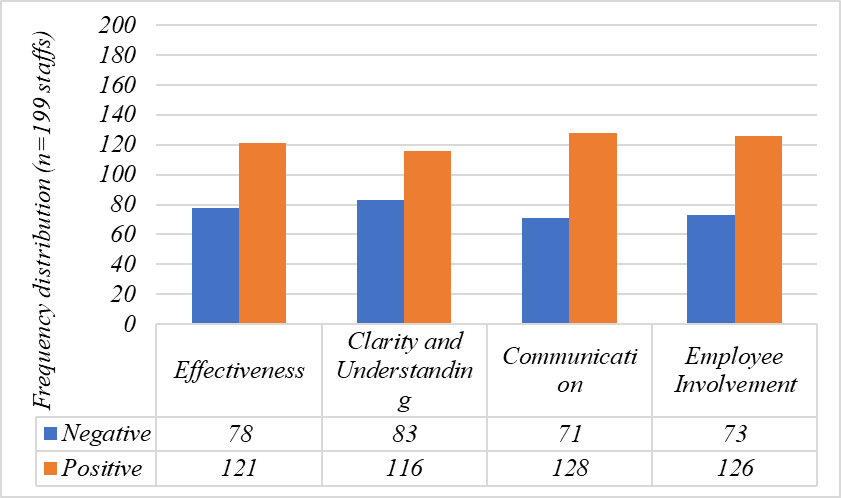 Frequency distribution (n=199 staffs)
200
180
160
140
120
100
80
60
40
20
0
Effectiveness
Clarity and
Understandin
g
Communicati
on
Employee
Involvement
Negative 78 83 71 73
Positive 121 116 128 126